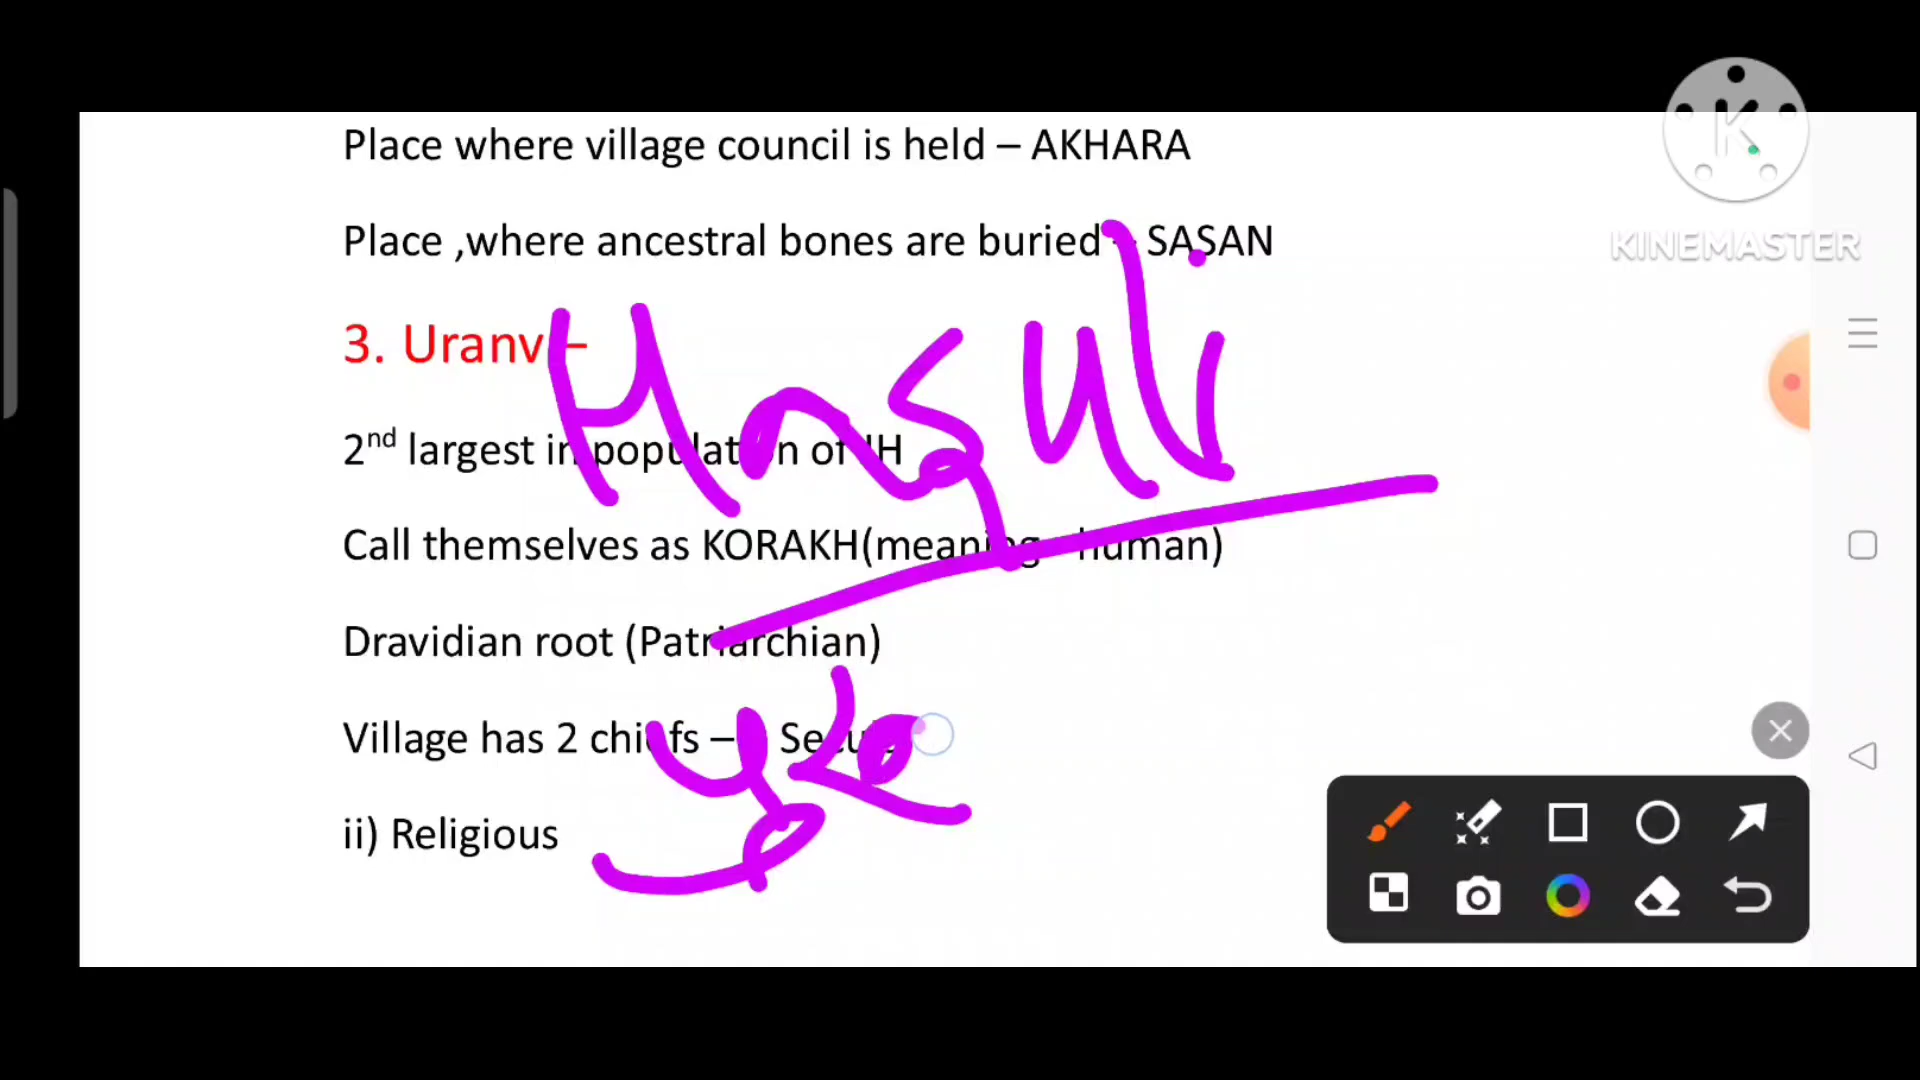 Place where village council is held – AKHARA
KINEMASTER
Place ,where ancestral bones are buried – SASAN
3. Uranv –
Hasuli
2nd largest in population of JH
Call themselves as KORAKH(meaning – human)
Dravidian root (Patriarchian)
Village has 2 chiefs –
ii) Religious